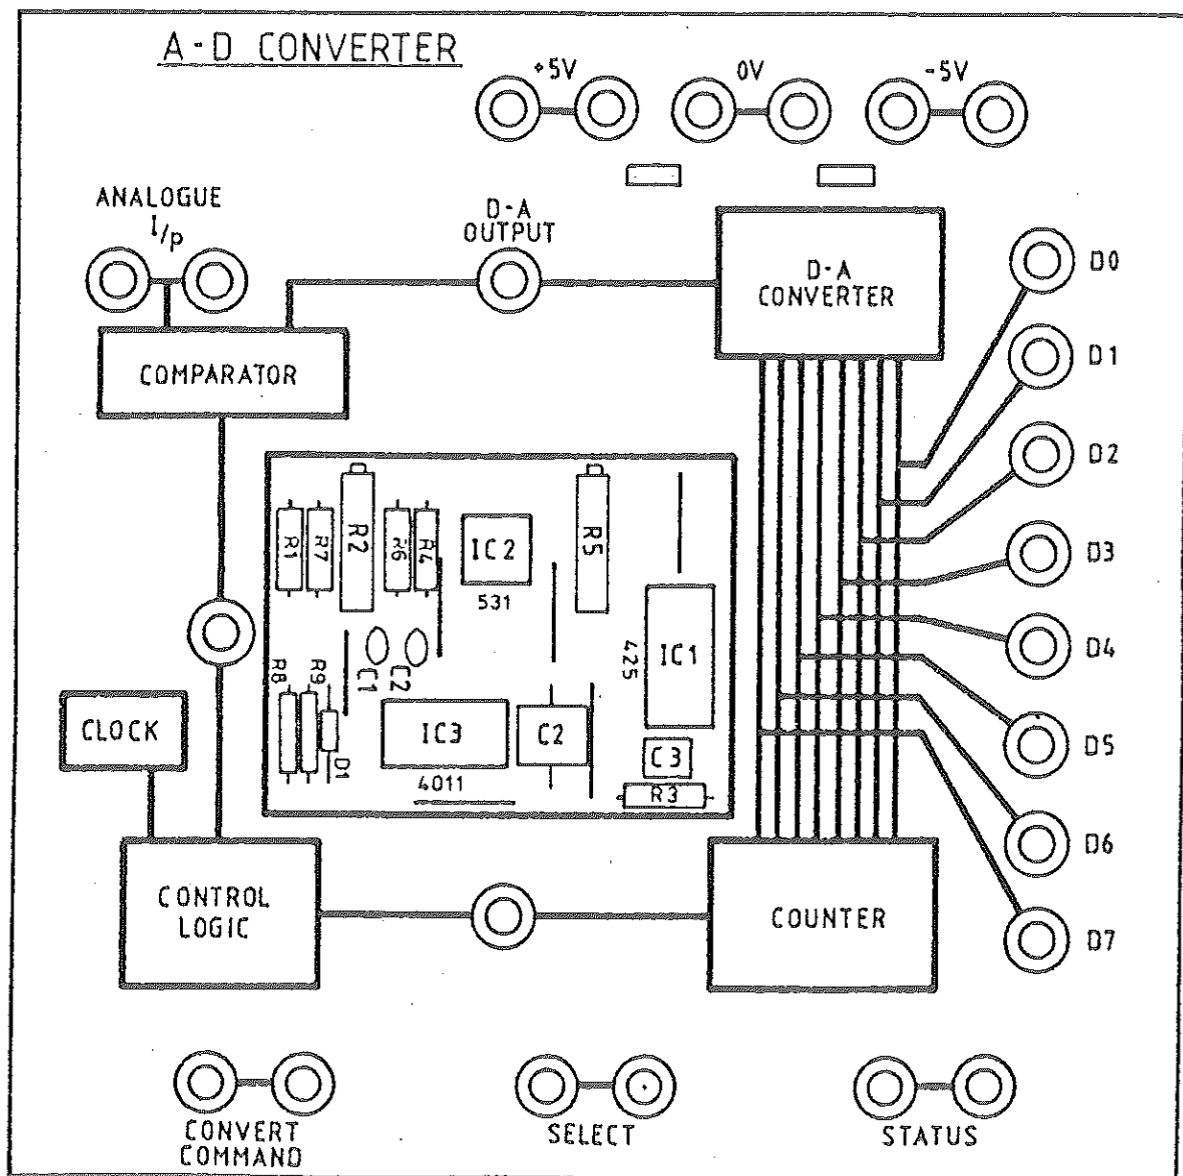 A-D CONVERTER
+5V
0V
-5V
ANALOGUE
I/p
D-A
OUTPUT
D-A
CONVERTER
D0
D1
D2
D3
D4
D5
D6
D7
COMPARATOR
R1
R7
R2
R6
R4
IC2
531
R5
425
IC1
C1
C2
R8
R9
D1
IC3
4011
C2
C3
R3
CLOCK
CONTROL
LOGIC
COUNTER
CONVERT
COMMAND
SELECT
STATUS